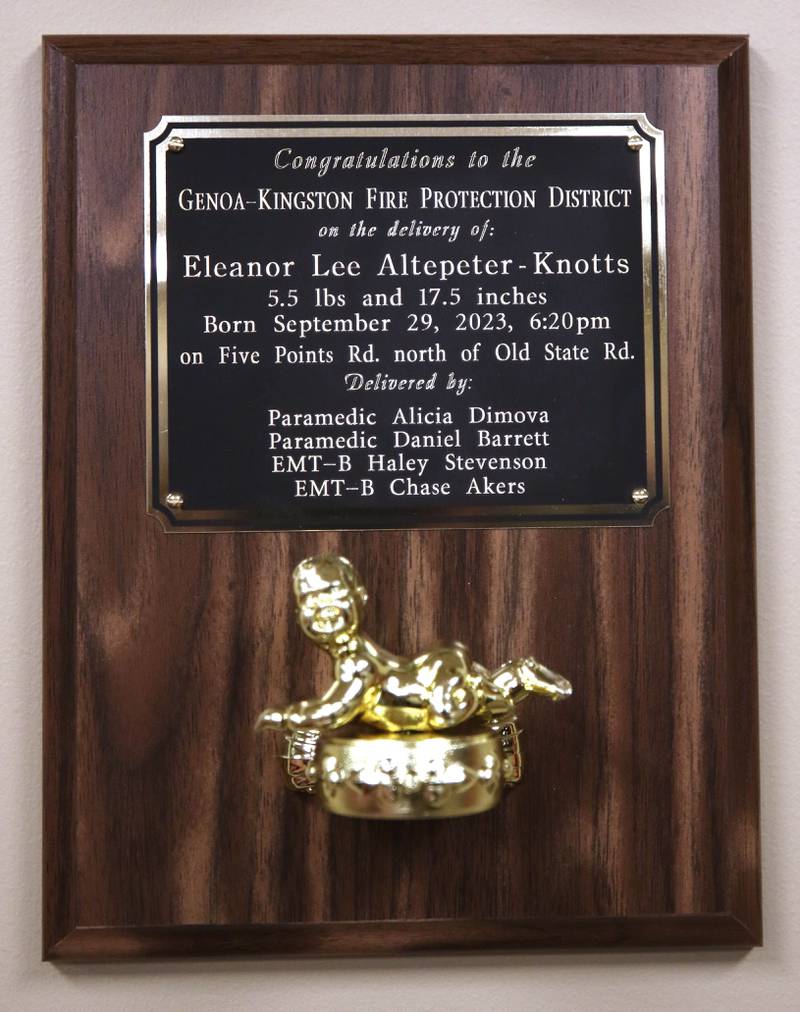 Congratulations to the
GENOA-KINGSTON FIRE PROTECTION DISTRICT
on the delivery of:
Eleanor Lee Altepeter-Knotts
5.5 lbs and 17.5 inches
Born September 29, 2023, 6:20pm
on Five Points Rd. north of Old State Rd.
Delivered by:
Paramedic Alicia Dimova
Paramedic Daniel Barrett
EMT-B Haley Stevenson
EMT-B Chase Akers